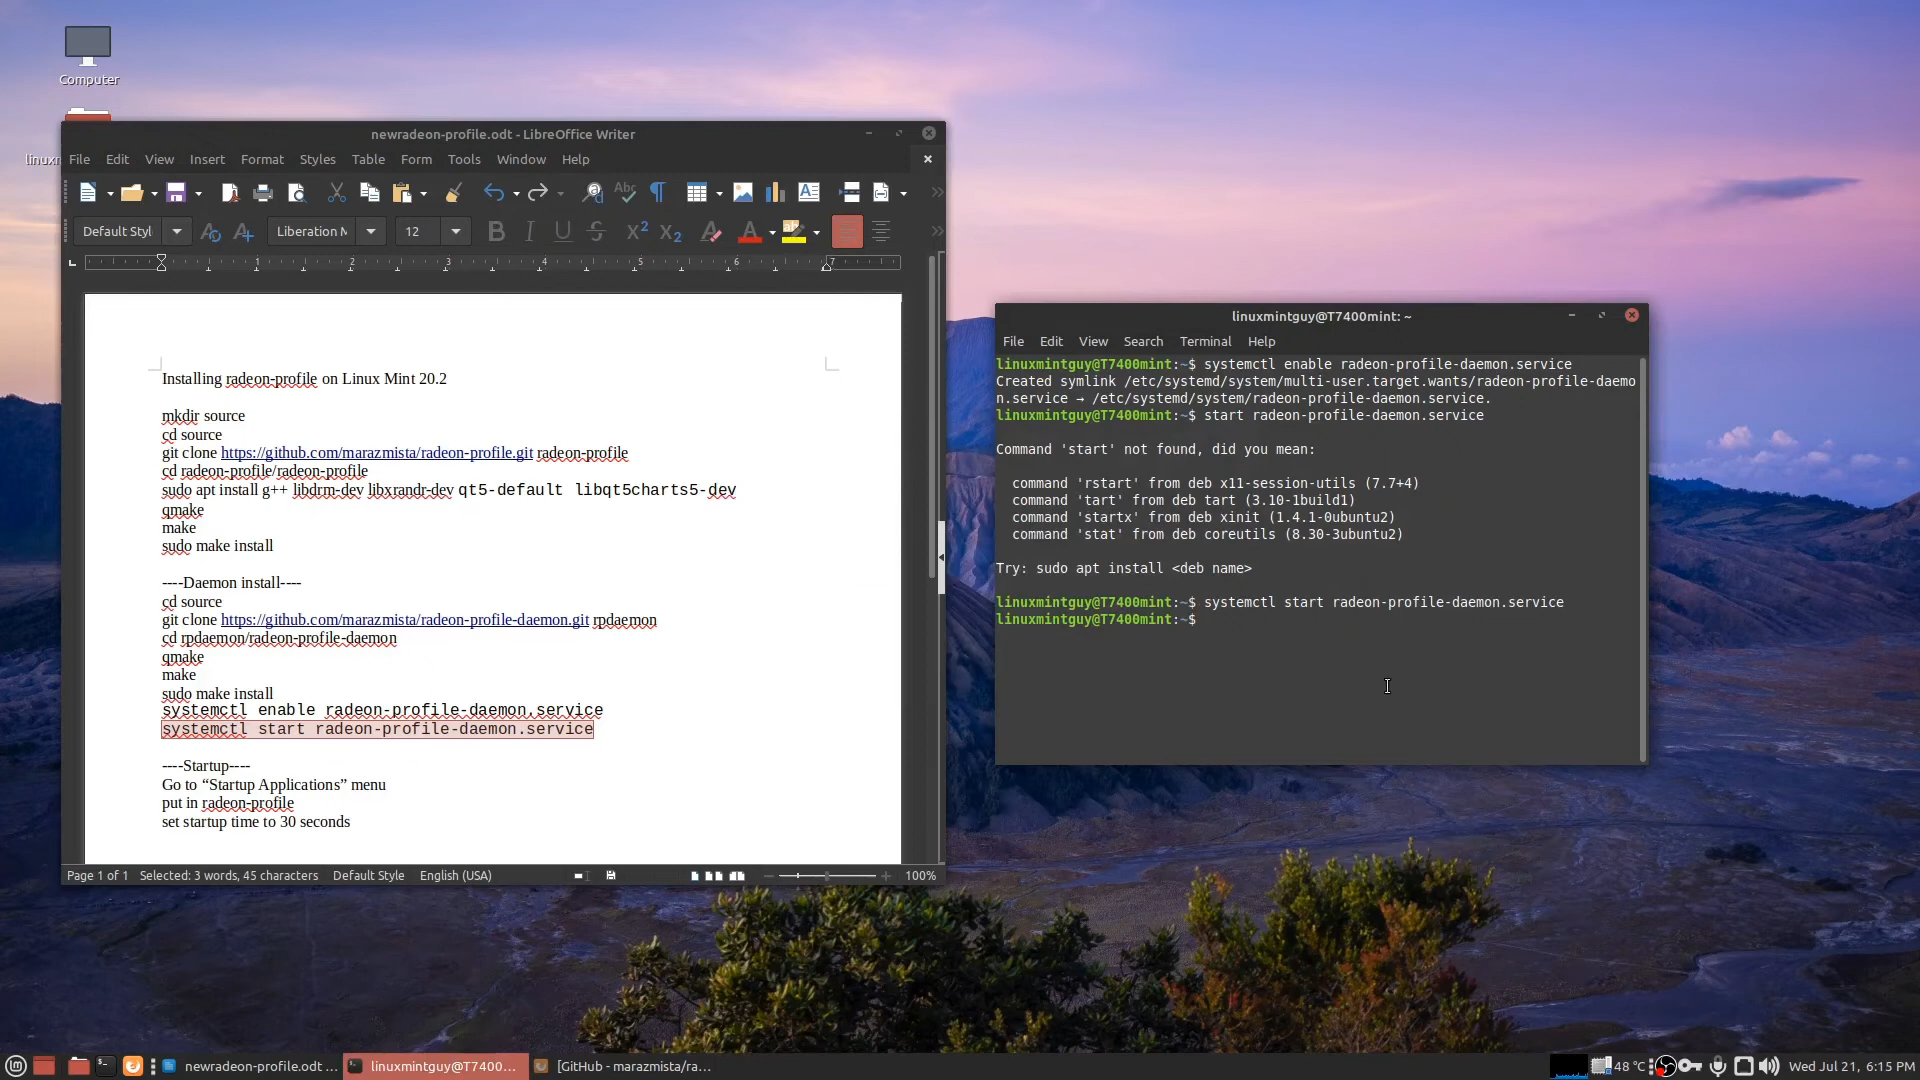 Computer
linuxm
newradeon-profile.odt - LibreOffice Writer
File Edit View Insert Format Styles Table Form Tools Window Help
Default Styl
Liberation M
12
1 2 3 4 5 6 7
Installing radeon-profile on Linux Mint 20.2
mkdir source
cd source
git clone https://github.com/marazmista/radeon-profile.git radeon-profile
cd radeon-profile/radeon-profile
sudo apt install g++ libdrm-dev libxrandr-dev qt5-default libqt5charts5-dev
qmake
make
sudo make install
----Daemon install----
cd source
git clone https://github.com/marazmista/radeon-profile-daemon.git rpdaemon
cd rpdaemon/radeon-profile-daemon
qmake
make
sudo make install
systemctl enable radeon-profile-daemon.service
systemctl start radeon-profile-daemon.service
----Startup----
Go to “Startup Applications” menu
put in radeon-profile
set startup time to 30 seconds
Page 1 of 1 Selected: 3 words, 45 characters Default Style English (USA) 100%
linuxmintguy@T7400mint: ~
File Edit View Search Terminal Help
linuxmintguy@T7400mint:~$ systemctl enable radeon-profile-daemon.service
Created symlink /etc/systemd/system/multi-user.target.wants/radeon-profile-daemo
n.service → /etc/systemd/system/radeon-profile-daemon.service.
linuxmintguy@T7400mint:~$ start radeon-profile-daemon.service
Command 'start' not found, did you mean:
command 'rstart' from deb x11-session-utils (7.7+4)
command 'tart' from deb tart (3.10-1build1)
command 'startx' from deb xinit (1.4.1-0ubuntu2)
command 'stat' from deb coreutils (8.30-3ubuntu2)
Try: sudo apt install <deb name>
linuxmintguy@T7400mint:~$ systemctl start radeon-profile-daemon.service
linuxmintguy@T7400mint:~$
newradeon-profile.odt ... linuxmintguy@T7400... [GitHub - marazmista/ra... 48 °C Wed Jul 21, 6:15 PM